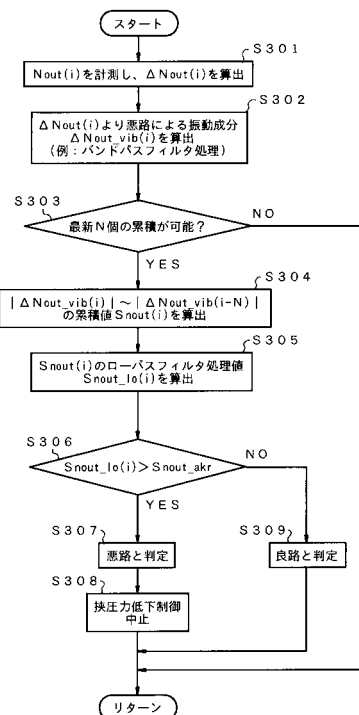 スタート
S301
Nout(i)を計測し、ΔNout(i)を算出
S302
ΔNout(i)より悪路による振動成分
ΔNout_vib(i)を算出
(例：バンドパスフィルタ処理)
S303
最新N個の累積が可能？
NO
YES
S304
|ΔNout_vib(i)|～|ΔNout_vib(i-N)|
の累積値Snout(i)を算出
S305
Snout(i)のローパスフィルタ処理値
Snout_lo(i)を算出
S306
Snout_lo(i)>Snout_akr
NO
YES
S307
悪路と判定
S309
良路と判定
S308
挟圧力低下制御
中止
リターン